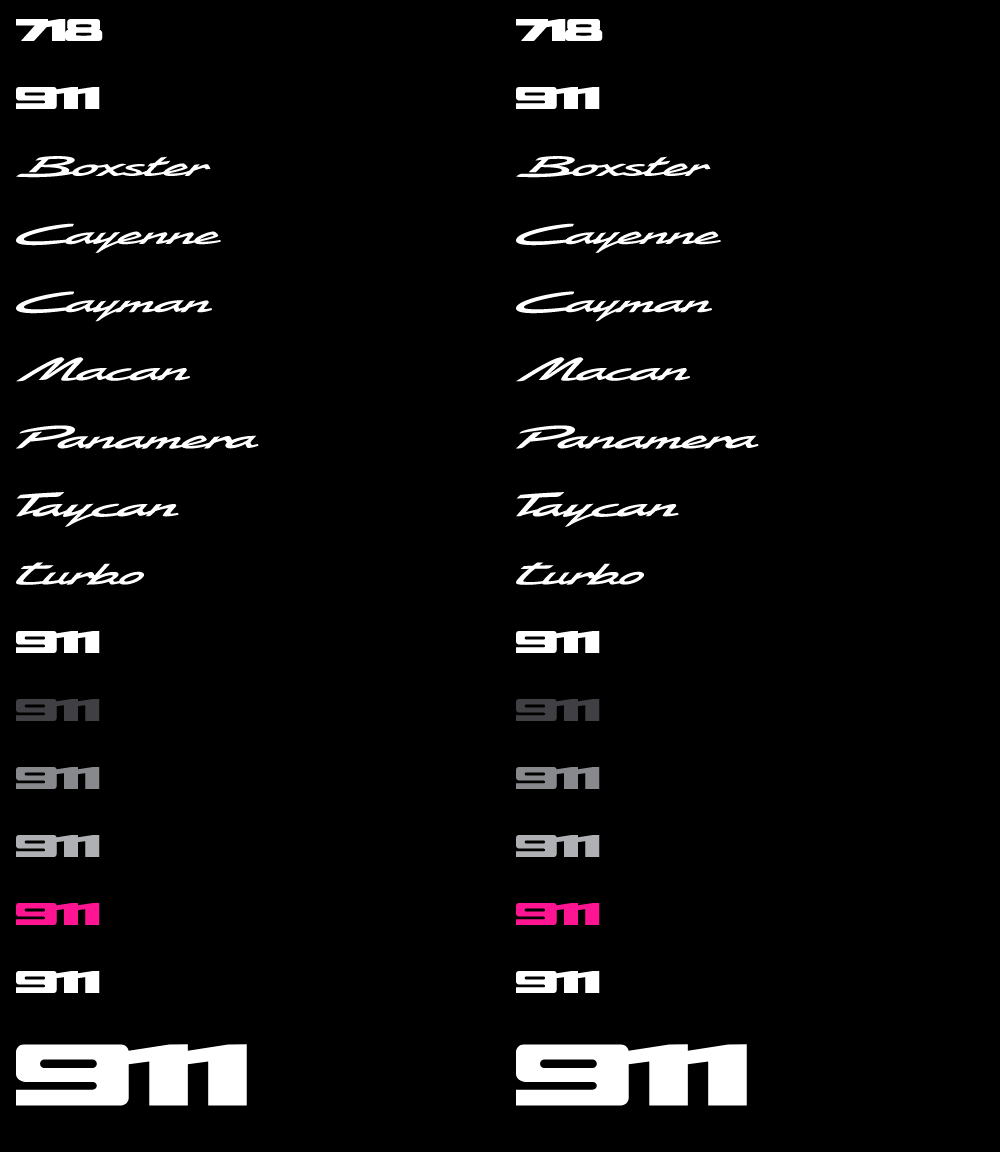 718 718
911 911
Boxster Boxster
Cayenne Cayenne
Cayman Cayman
Macan Macan
Panamera Panamera
Taycan Taycan
turbo turbo
911 911
911 911
911 911
911 911
911 911
911 911
911 911